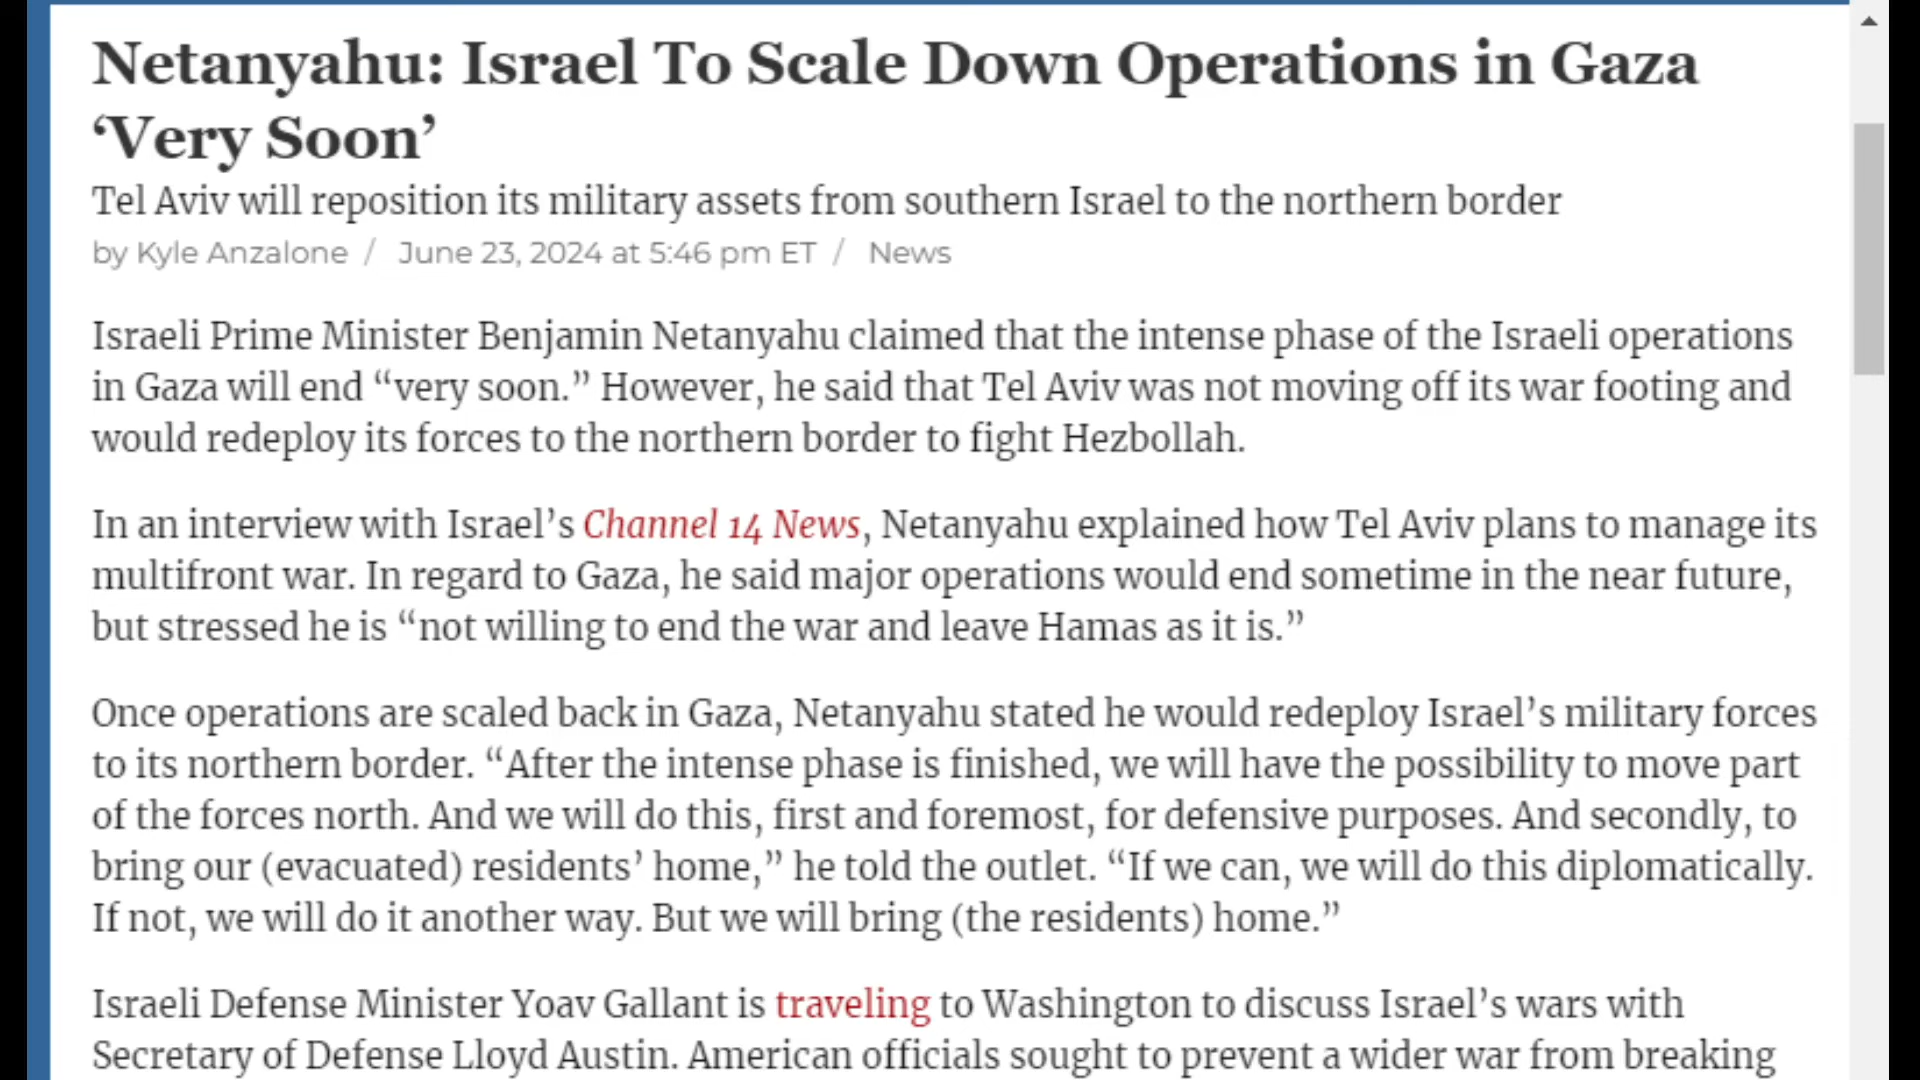 Netanyahu: Israel To Scale Down Operations in Gaza
‘Very Soon’
Tel Aviv will reposition its military assets from southern Israel to the northern border
by Kyle Anzalone / June 23, 2024 at 5:46 pm ET / News
Israeli Prime Minister Benjamin Netanyahu claimed that the intense phase of the Israeli operations
in Gaza will end “very soon.” However, he said that Tel Aviv was not moving off its war footing and
would redeploy its forces to the northern border to fight Hezbollah.
In an interview with Israel’s Channel 14 News, Netanyahu explained how Tel Aviv plans to manage its
multifront war. In regard to Gaza, he said major operations would end sometime in the near future,
but stressed he is “not willing to end the war and leave Hamas as it is.”
Once operations are scaled back in Gaza, Netanyahu stated he would redeploy Israel’s military forces
to its northern border. “After the intense phase is finished, we will have the possibility to move part
of the forces north. And we will do this, first and foremost, for defensive purposes. And secondly, to
bring our (evacuated) residents’ home,” he told the outlet. “If we can, we will do this diplomatically.
If not, we will do it another way. But we will bring (the residents) home.”
Israeli Defense Minister Yoav Gallant is traveling to Washington to discuss Israel’s wars with
Secretary of Defense Lloyd Austin. American officials sought to prevent a wider war from breaking